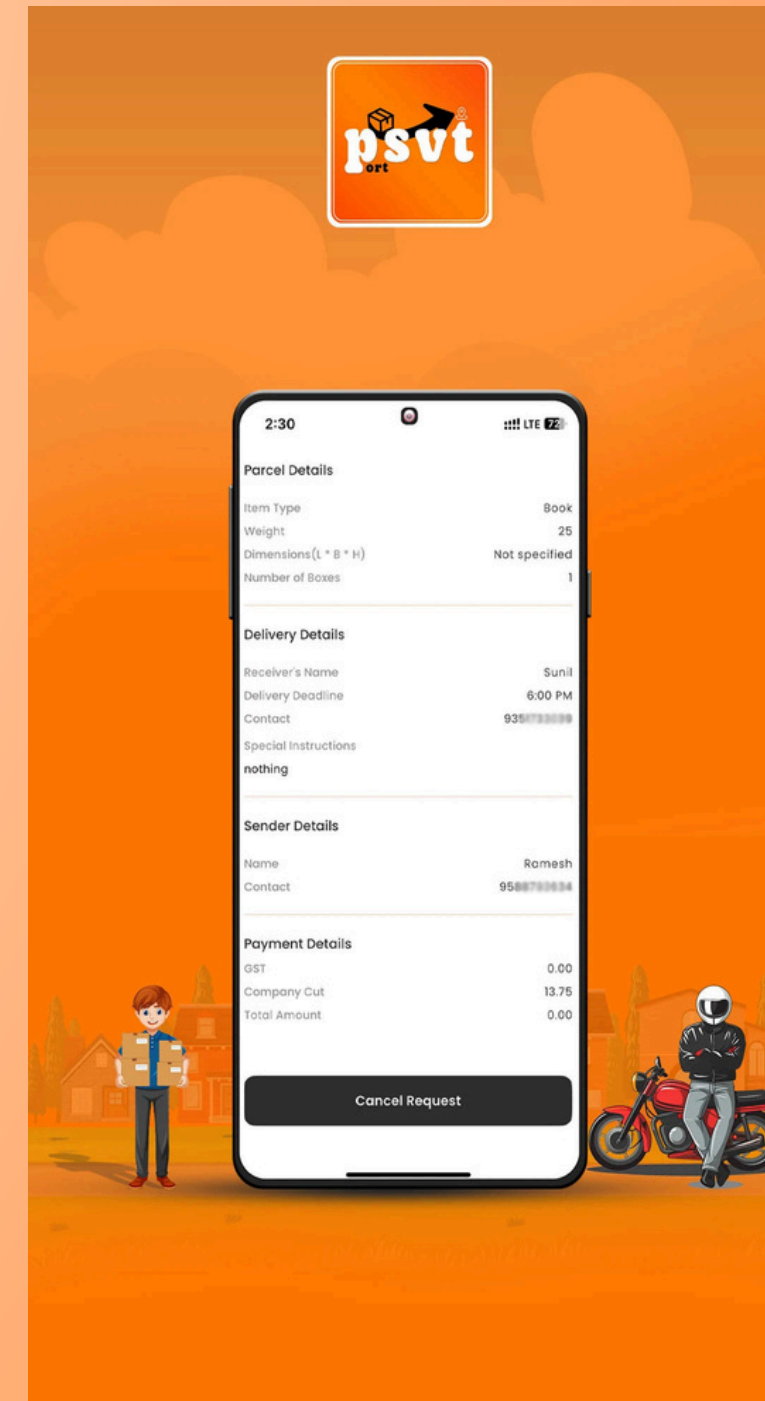 psvt
ort
2:30 LTE 72
Parcel Details
Item Type Book
Weight 25
Dimensions(L * B * H) Not specified
Number of Boxes 1
Delivery Details
Receiver's Name Sunil
Delivery Deadline 6:00 PM
Contact
Special Instructions
nothing
Sender Details
Name Ramesh
Contact
Payment Details
GST 0.00
Company Cut 13.75
Total Amount 0.00
Cancel Request